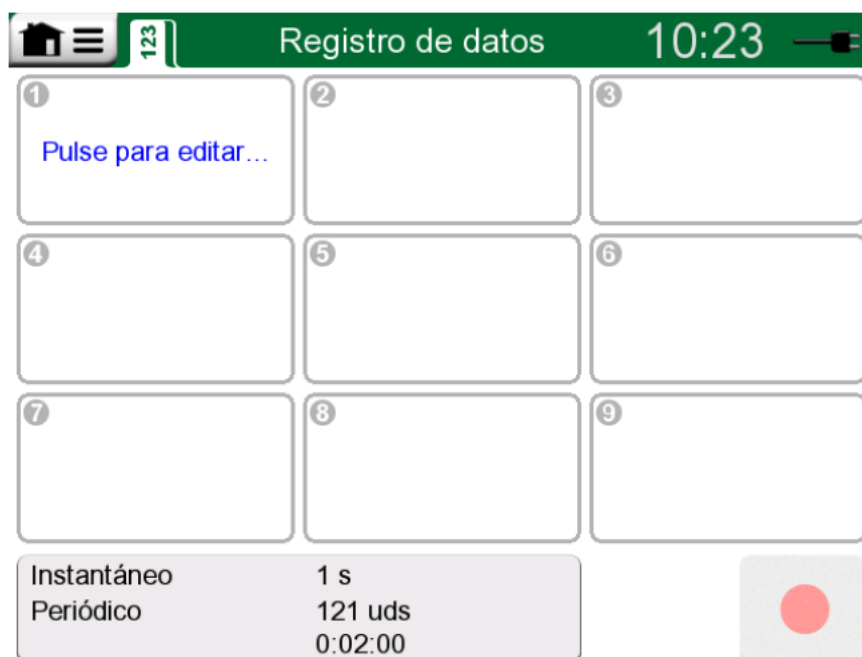 123 Registro de datos 10:23
1 2 3
Pulse para editar...
4 5 6
7 8 9
Instantáneo 1 s
Periódico 121 uds
0:02:00